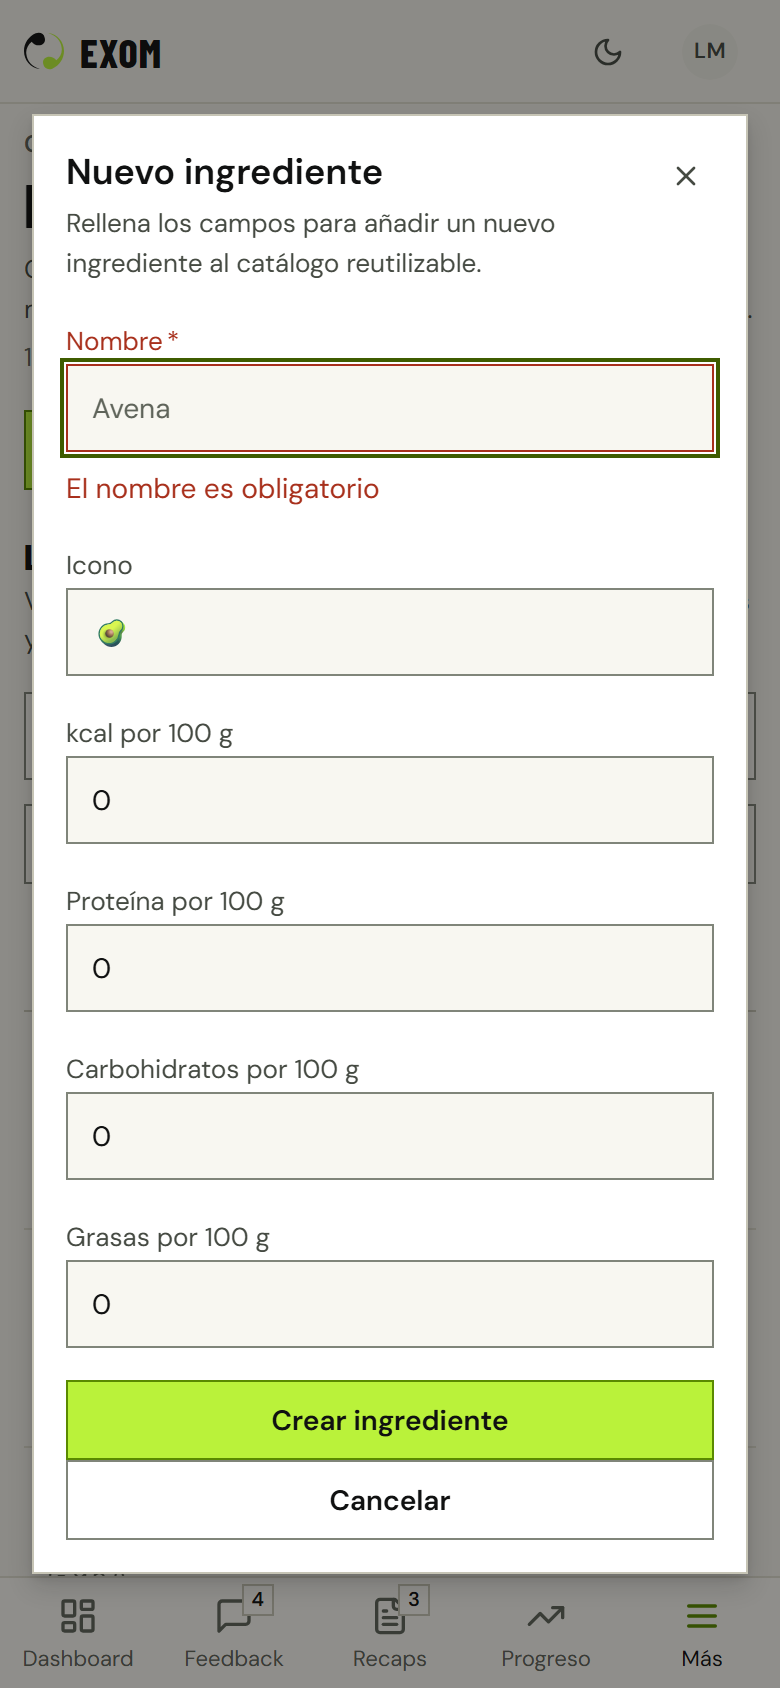 EXOM
LM
Nuevo ingrediente
Rellena los campos para añadir un nuevo
ingrediente al catálogo reutilizable.
Nombre *
Avena
El nombre es obligatorio
Icono
🥑
kcal por 100 g
0
Proteína por 100 g
0
Carbohidratos por 100 g
0
Grasas por 100 g
0
Crear ingrediente
Cancelar
4
3
Dashboard
Feedback
Recaps
Progreso
Más